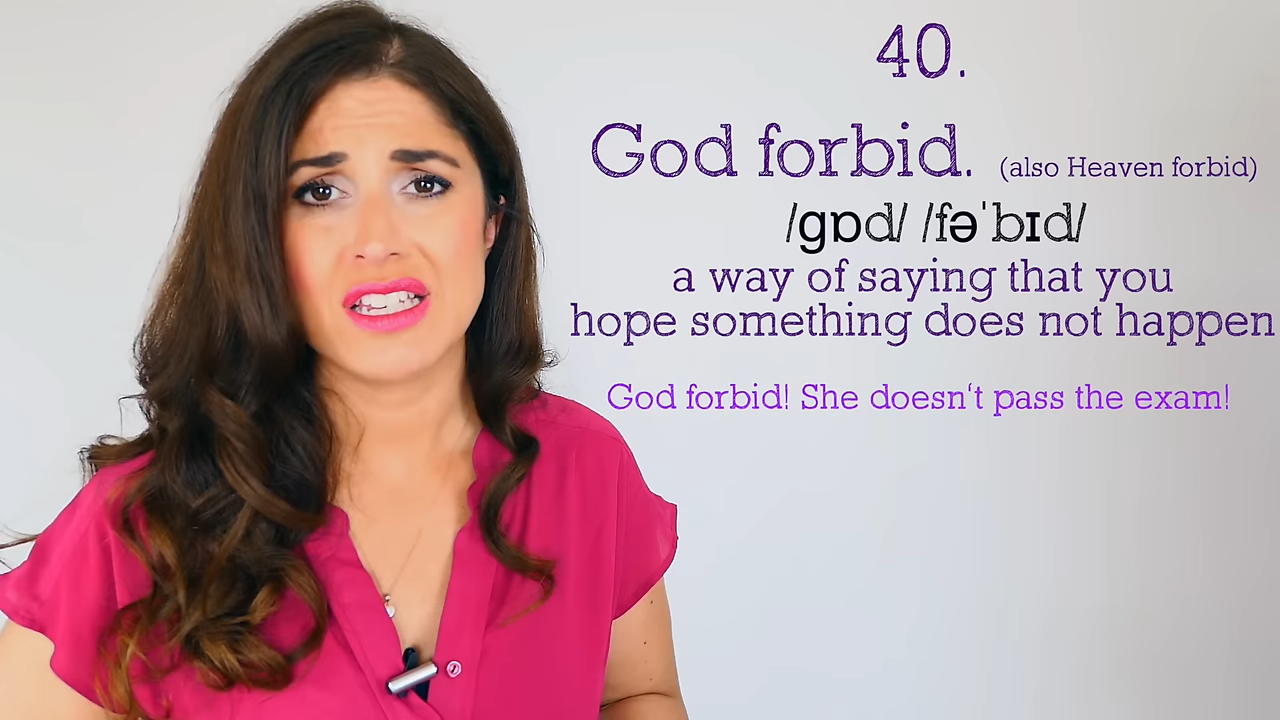 40.
God forbid. (also Heaven forbid)
/gɒd/ /fəˈbɪd/
a way of saying that you
hope something does not happen
God forbid! She doesn't pass the exam!